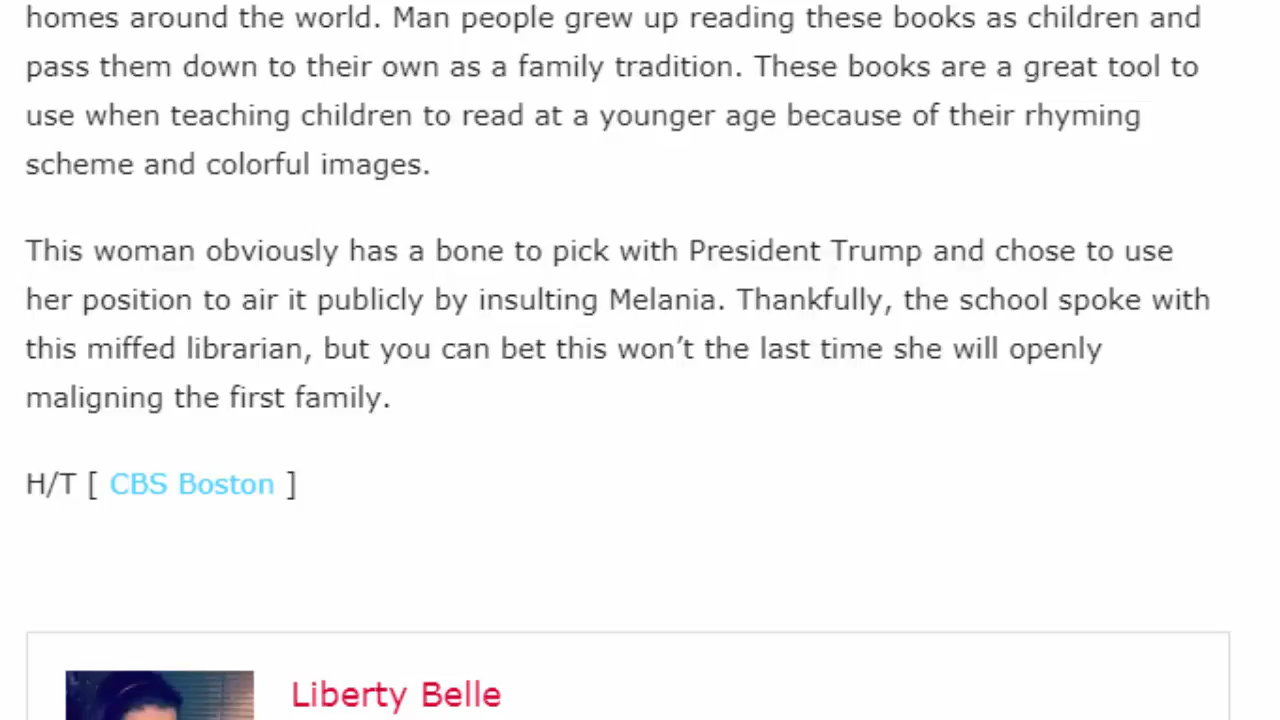 homes around the world. Man people grew up reading these books as children and
pass them down to their own as a family tradition. These books are a great tool to
use when teaching children to read at a younger age because of their rhyming
scheme and colorful images.
This woman obviously has a bone to pick with President Trump and chose to use
her position to air it publicly by insulting Melania. Thankfully, the school spoke with
this miffed librarian, but you can bet this won’t the last time she will openly
maligning the first family.
H/T [ CBS Boston ]
Liberty Belle